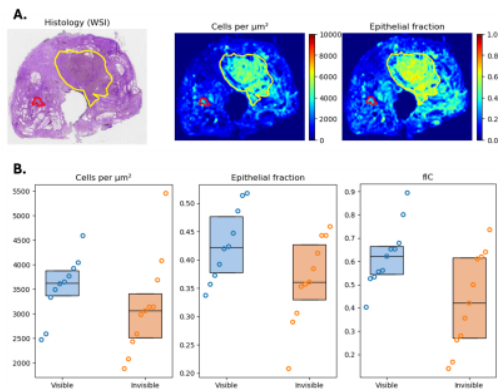 A.
Histology (WSI)
Cells per μm²
Epithelial fraction
10000
8000
6000
4000
2000
0
1.0
0.8
0.6
0.4
0.2
0.0
B.
Cells per μm²
Epithelial fraction
fIC
5500
5000
4500
4000
3500
3000
2500
2000
Visible
Invisible
0.50
0.45
0.40
0.35
0.30
0.25
0.20
Visible
Invisible
0.9
0.8
0.7
0.6
0.5
0.4
0.3
0.2
Visible
Invisible